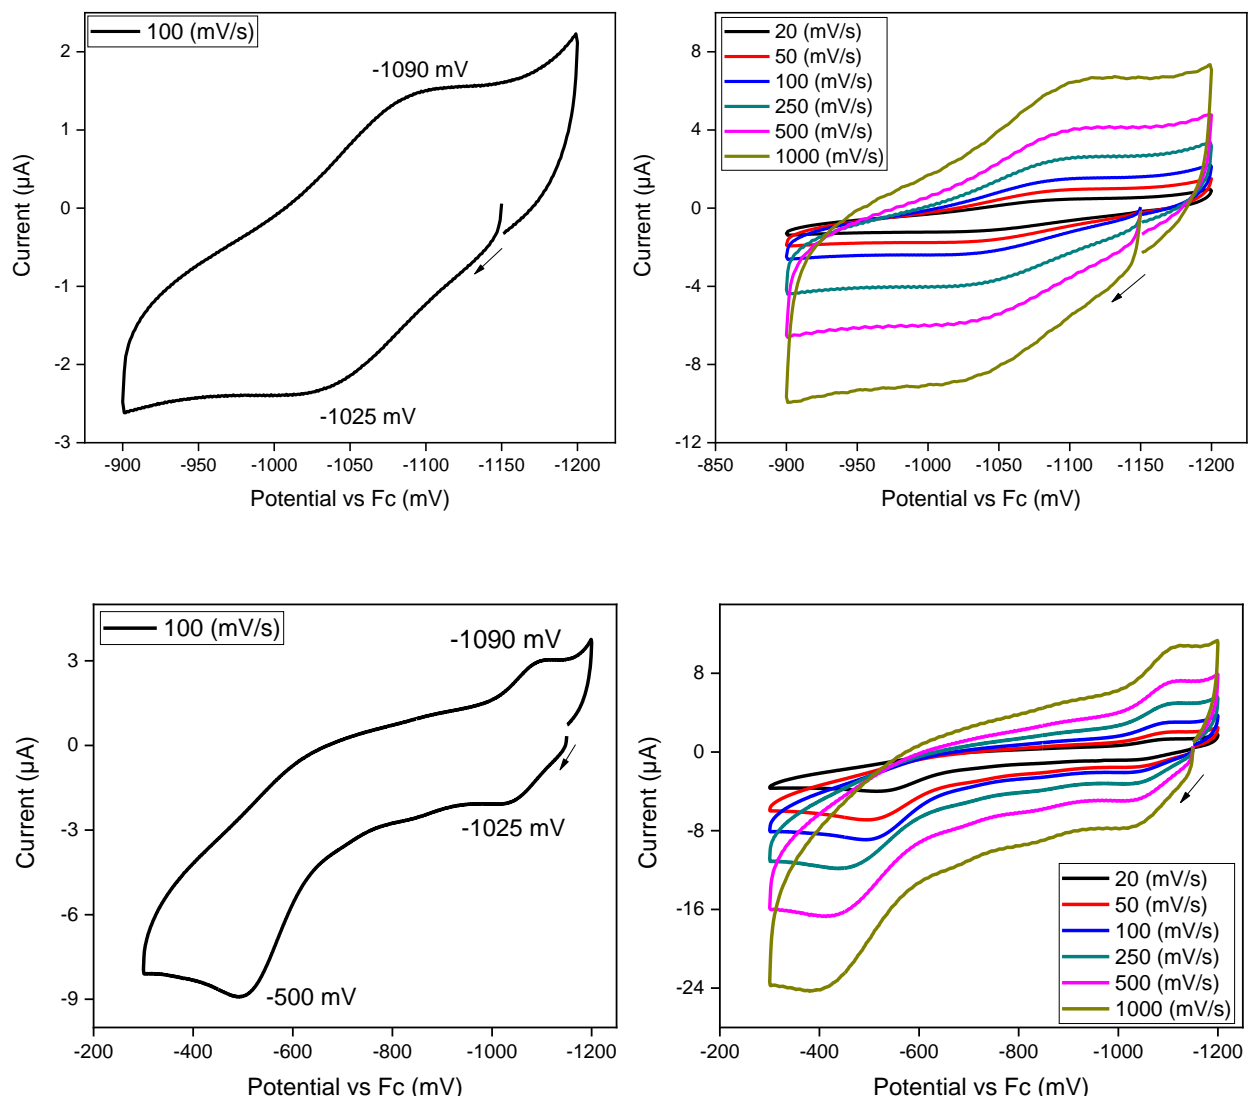 100 (mV/s)
-1090 mV
-1025 mV
2
1
0
-1
-2
-3
Current (µA)
-900
-950
-1000
-1050
-1100
-1150
-1200
Potential vs Fc (mV)
20 (mV/s)
50 (mV/s)
100 (mV/s)
250 (mV/s)
500 (mV/s)
1000 (mV/s)
8
4
0
-4
-8
-12
Current (µA)
-850
-900
-950
-1000
-1050
-1100
-1150
-1200
Potential vs Fc (mV)
100 (mV/s)
-1090 mV
-1025 mV
-500 mV
3
0
-3
-6
-9
Current (µA)
-200
-400
-600
-800
-1000
-1200
Potential vs Fc (mV)
8
0
-8
-16
-24
Current (µA)
20 (mV/s)
50 (mV/s)
100 (mV/s)
250 (mV/s)
500 (mV/s)
1000 (mV/s)
-200
-400
-600
-800
-1000
-1200
Potential vs Fc (mV)